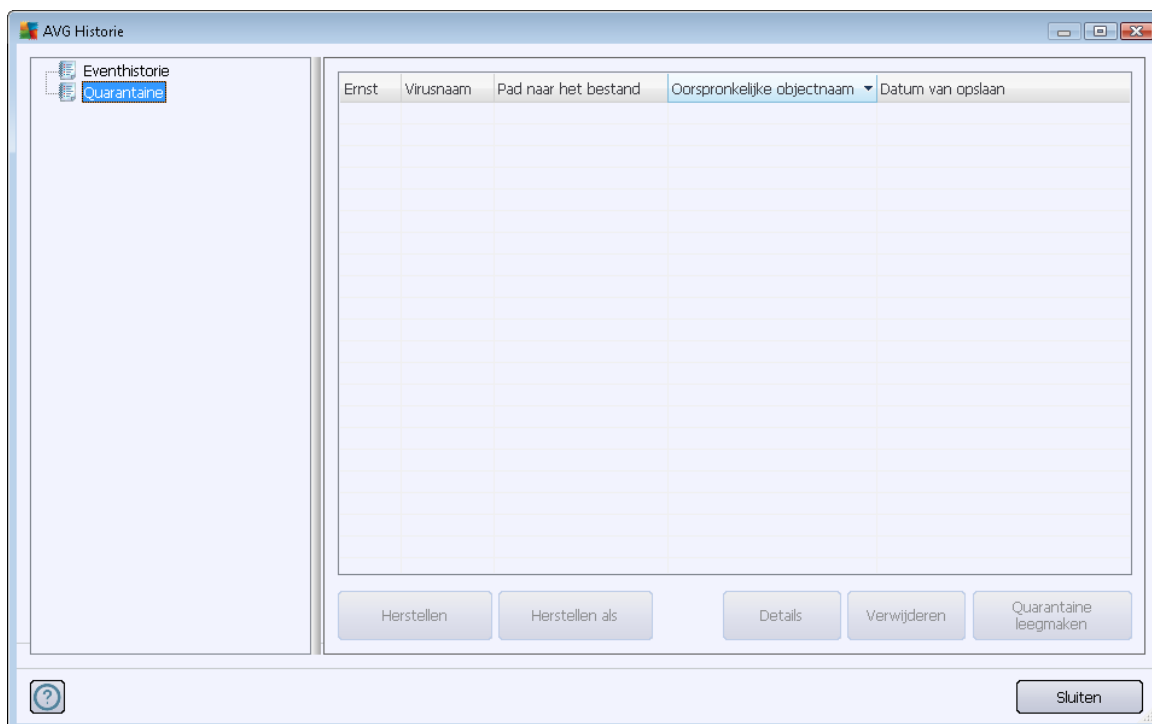 AVG Historie
Eventhistorie
Quarantaine
Ernst Virusnaam Pad naar het bestand Oorspronkelijke objectnaam Datum van opslaan
Herstellen Herstellen als Details Verwijderen Quarantaine
leegmaken
?
Sluiten